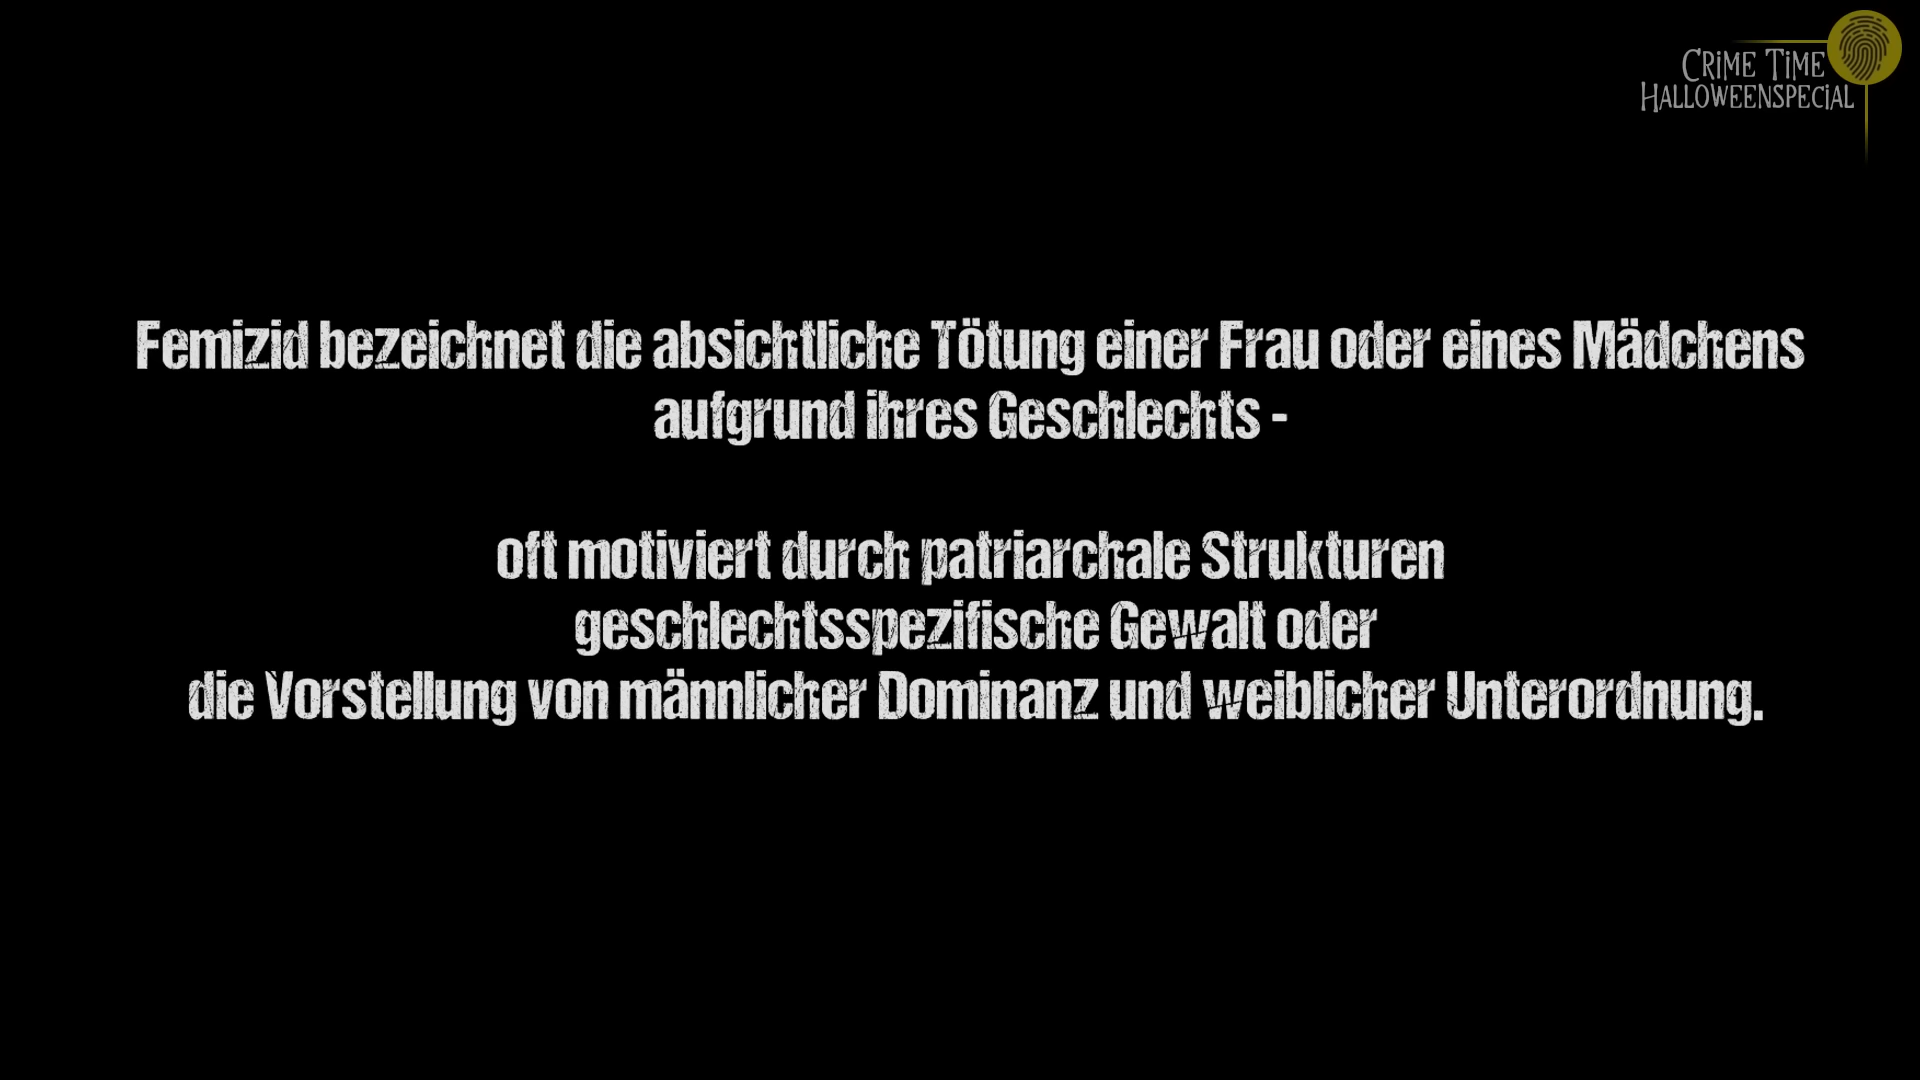 Crime Time
Halloweenspecial
Femizid bezeichnet die absichtliche Tötung einer Frau oder eines Mädchens
aufgrund ihres Geschlechts -
oft motiviert durch patriarchale Strukturen
geschlechtsspezifische Gewalt oder
die Vorstellung von männlicher Dominanz und weiblicher Unterordnung.